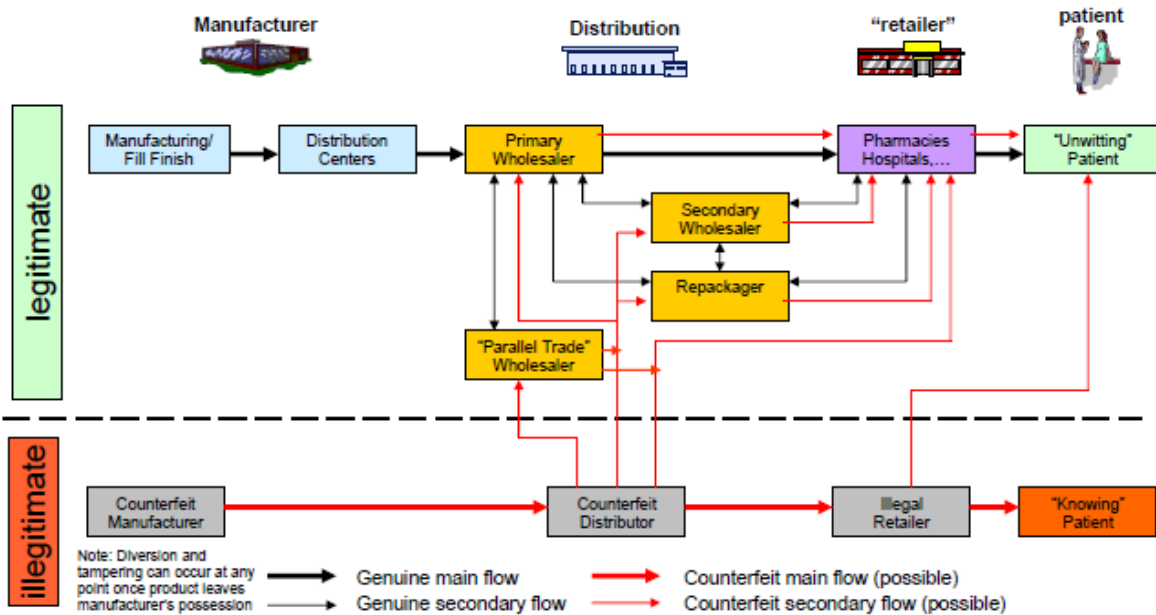 Manufacturer
Distribution
“retailer”
patient
legitimate
Manufacturing/
Fill Finish
Distribution
Centers
Primary
Wholesaler
Pharmacies
Hospitals,...
“Unwitting”
Patient
Secondary
Wholesaler
Repackager
“Parallel Trade”
Wholesaler
illegitimate
Counterfeit
Manufacturer
Counterfeit
Distributor
Illegal
Retailer
“Knowing”
Patient
Note: Diversion and
tampering can occur at any
point once product leaves
manufacturer's possession
Genuine main flow
Genuine secondary flow
Counterfeit main flow (possible)
Counterfeit secondary flow (possible)